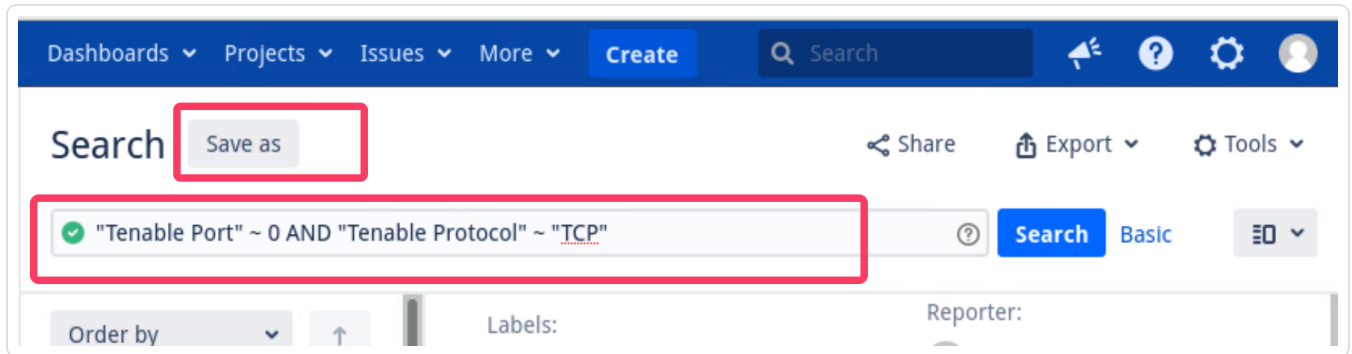 Dashboards Projects Issues More Create Search
Search Save as Share Export Tools
"Tenable Port" ~ 0 AND "Tenable Protocol" ~ "TCP" Search Basic
Reporter:
Order by Labels: